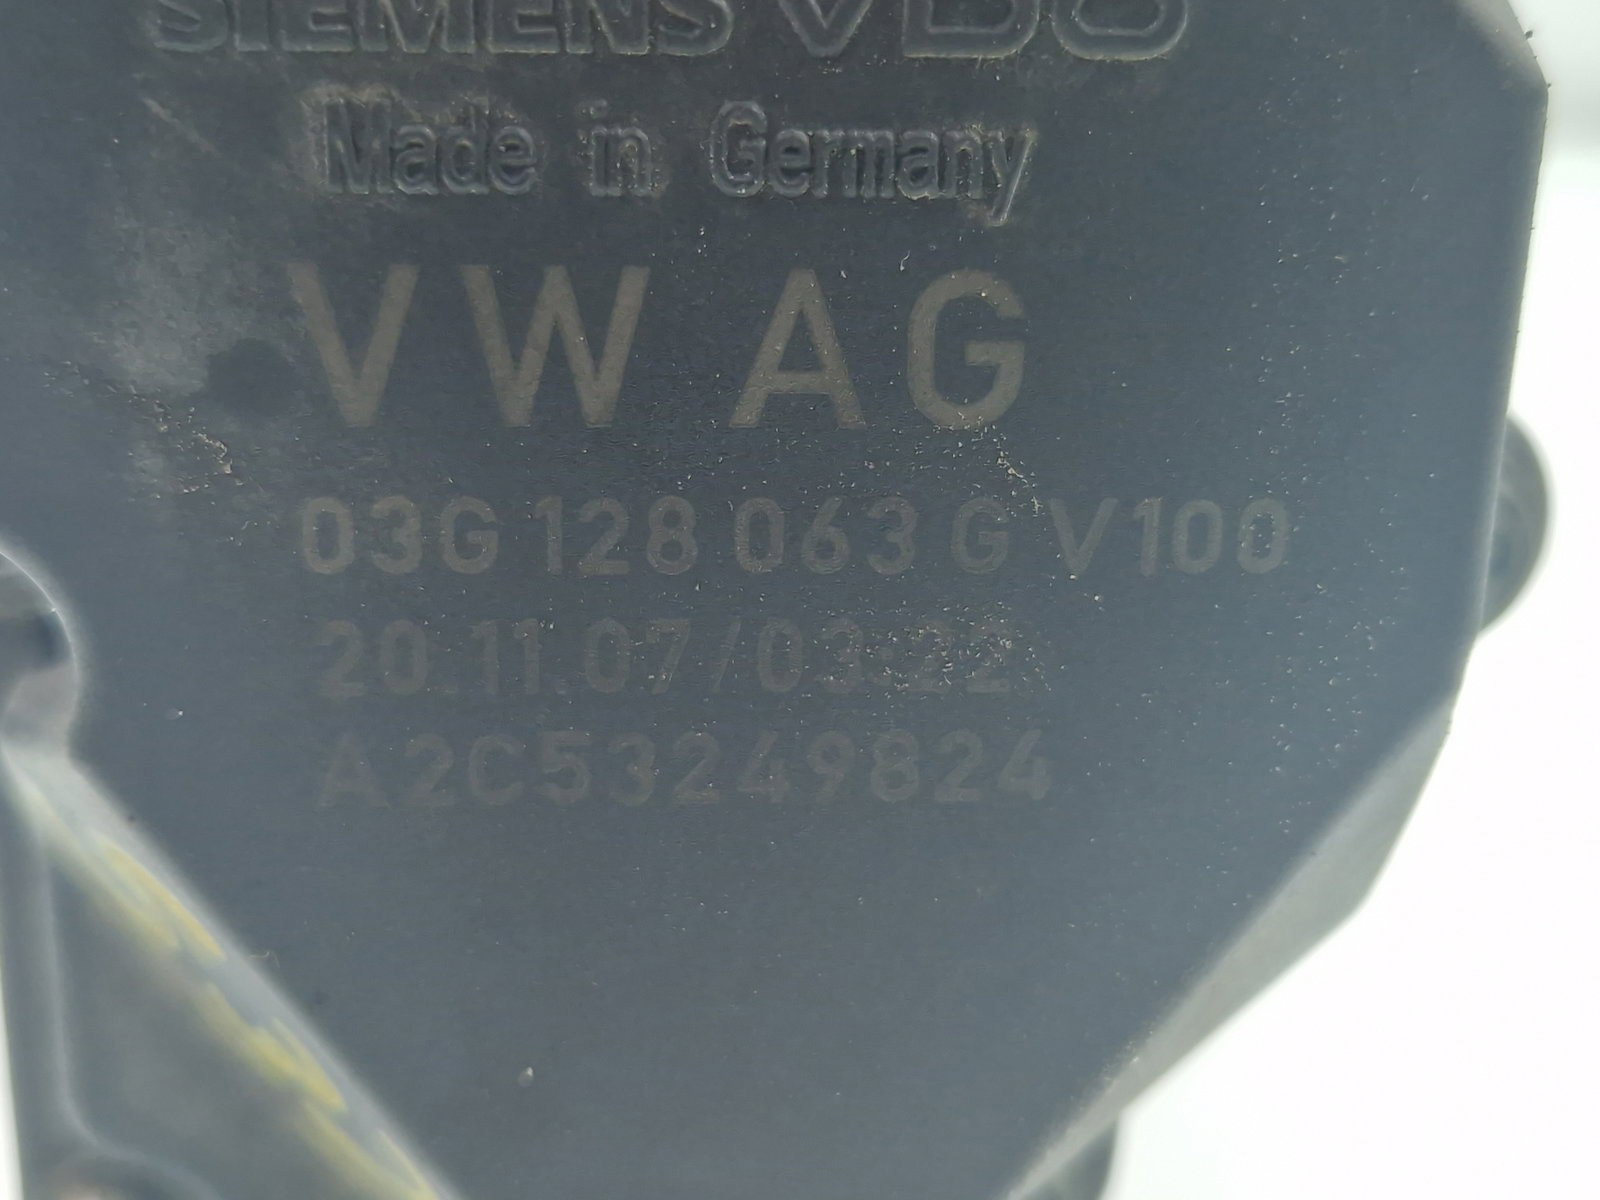 SIEMENS VDO
Made in Germany
VW AG
03G 128 063 G V100
20.11.07/03:22
A2C53249824